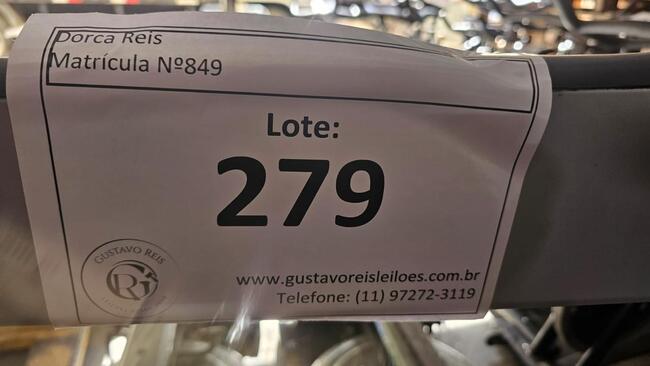 Dorca Reis
Matrícula Nº849
Lote:
279
GUSTAVO REIS
www.gustavoreisleiloes.com.br
Telefone: (11) 97272-3119